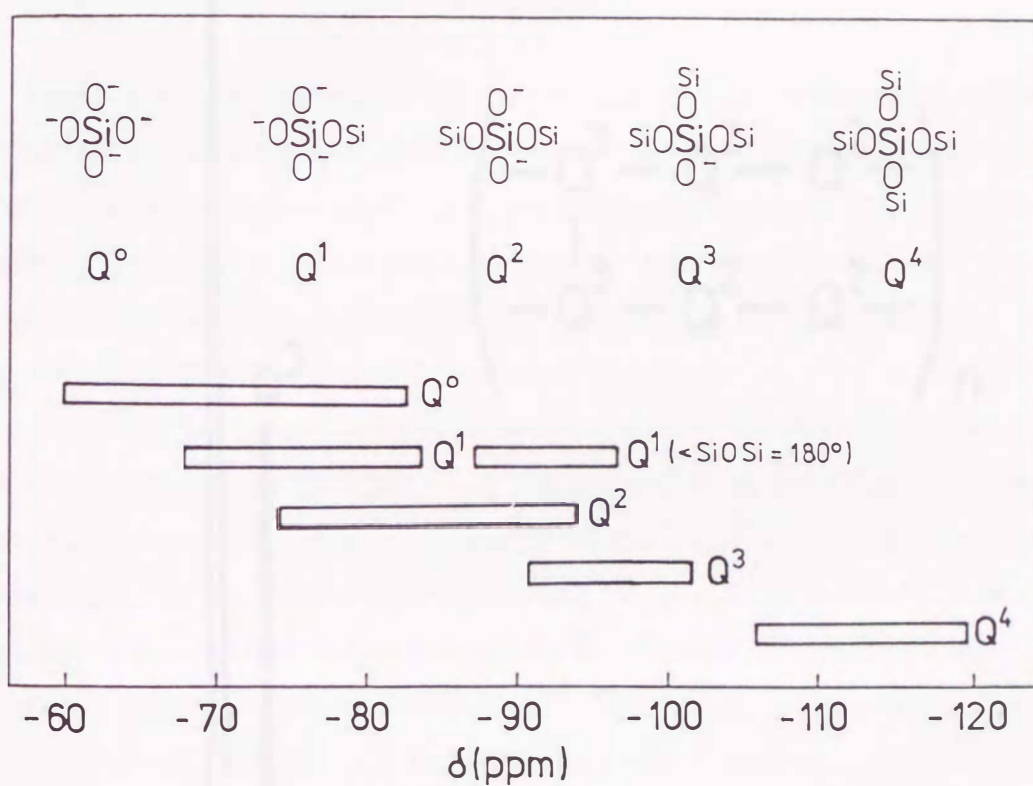 O⁻ O⁻ O⁻ Si Si
O O
⁻OSiO⁻ ⁻OSiOSi SiOSiOSi SiOSiOSi SiOSiOSi
O⁻ O⁻ O⁻ O⁻ O
Si
Q° Q¹ Q² Q³ Q⁴
Q°
Q¹ Q¹ (<SiOSi = 180°)
Q²
Q³
Q⁴
-60 -70 -80 -90 -100 -110 -120
δ(ppm)